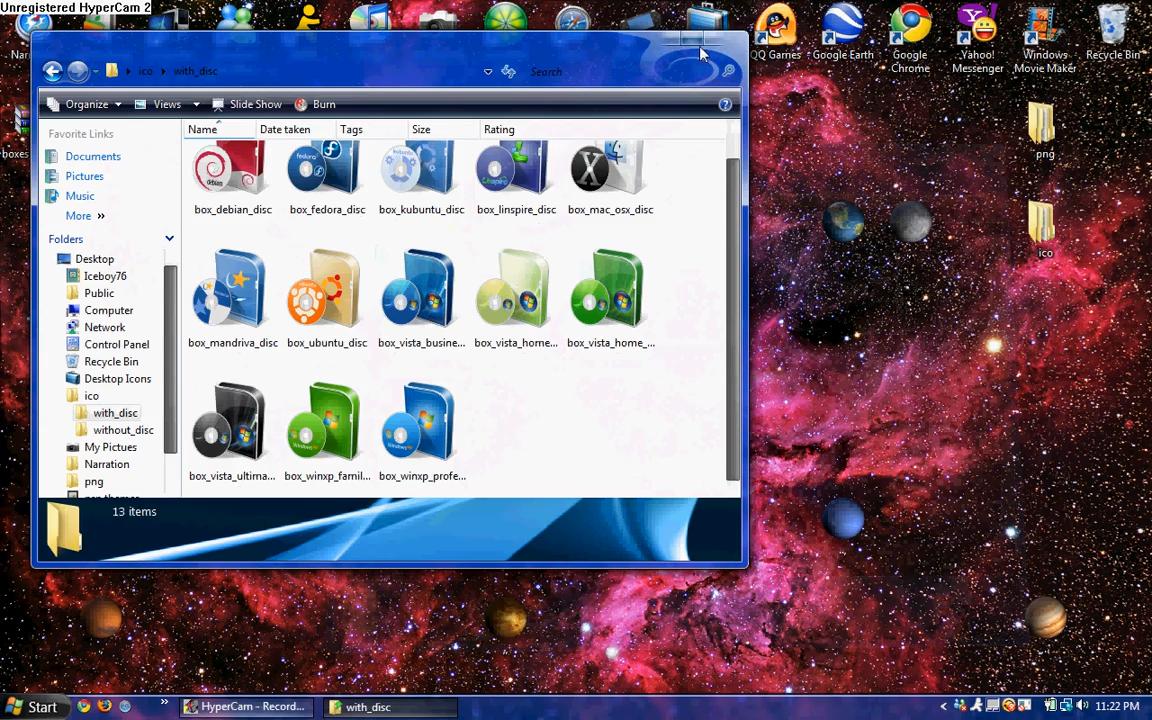 Unregistered HyperCam 2
QQ Games
Google Earth
Google Chrome
Yahoo! Messenger
Windows Movie Maker
Recycle Bin
ico
with_disc
Search
Organize
Views
Slide Show
Burn
Favorite Links
Documents
Pictures
Music
More »
Folders
Desktop
Iceboy76
Public
Computer
Network
Control Panel
Recycle Bin
Desktop Icons
ico
with_disc
without_disc
My Pictures
Narration
png
Name
Date taken
Tags
Size
Rating
box_debian_disc
box_fedora_disc
box_kubuntu_disc
box_linspire_disc
box_mac_osx_disc
box_mandriva_disc
box_ubuntu_disc
box_vista_busine...
box_vista_home...
box_vista_home_...
box_vista_ultima...
box_winxp_famil...
box_winxp_profe...
13 items
png
ico
Start
HyperCam - Record...
with_disc
11:22 PM